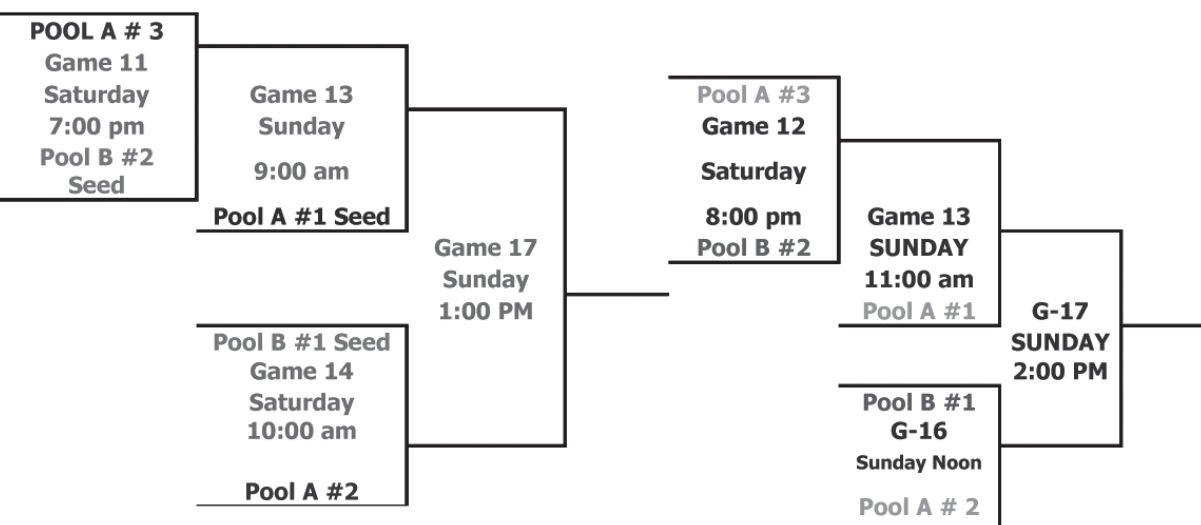 POOL A # 3
Game 11
Saturday
7:00 pm
Pool B #2
Seed
Game 13
Sunday
9:00 am
Pool A #1 Seed
Game 17
Sunday
1:00 PM
Pool B #1 Seed
Game 14
Saturday
10:00 am
Pool A #2
Pool A #3
Game 12
Saturday
8:00 pm
Pool B #2
Game 13
SUNDAY
11:00 am
Pool A #1
G-17
SUNDAY
2:00 PM
Pool B #1
G-16
Sunday Noon
Pool A # 2